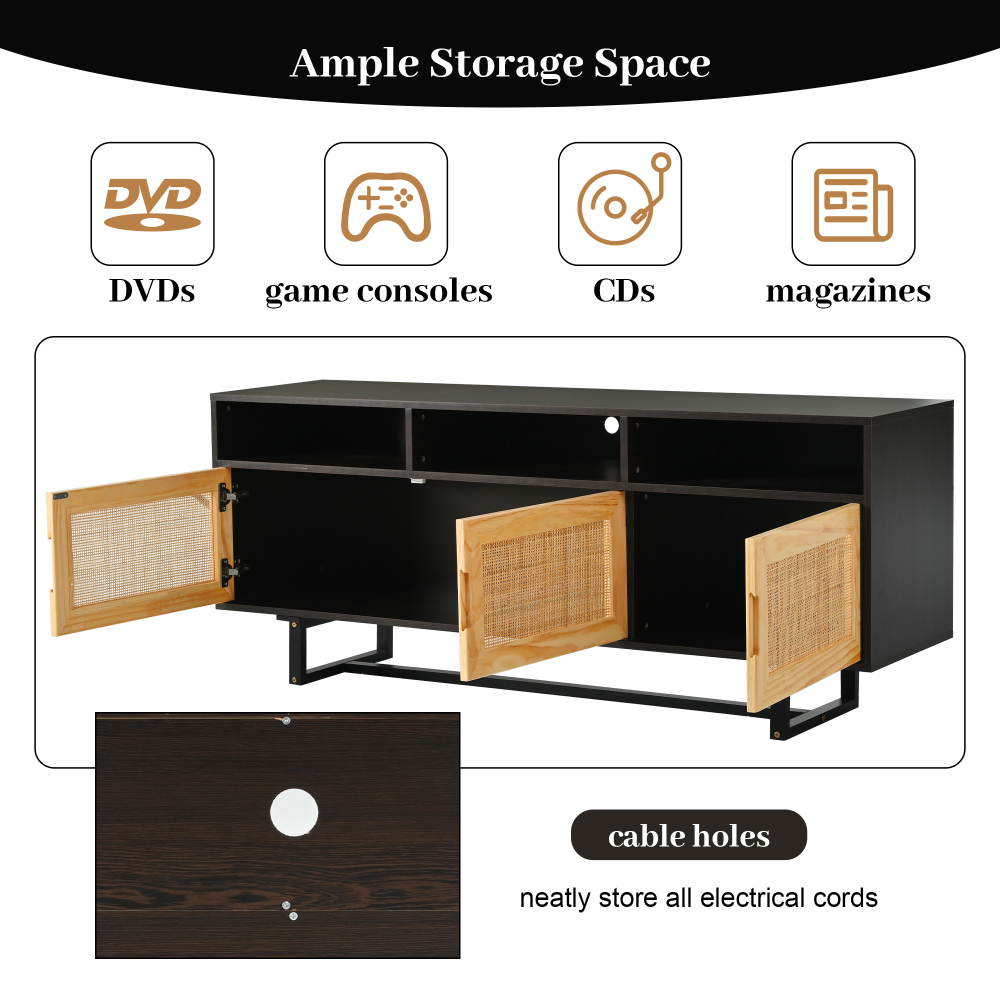 Ample Storage Space
DVD
DVDs
game consoles
CDs
magazines
cable holes
neatly store all electrical cords